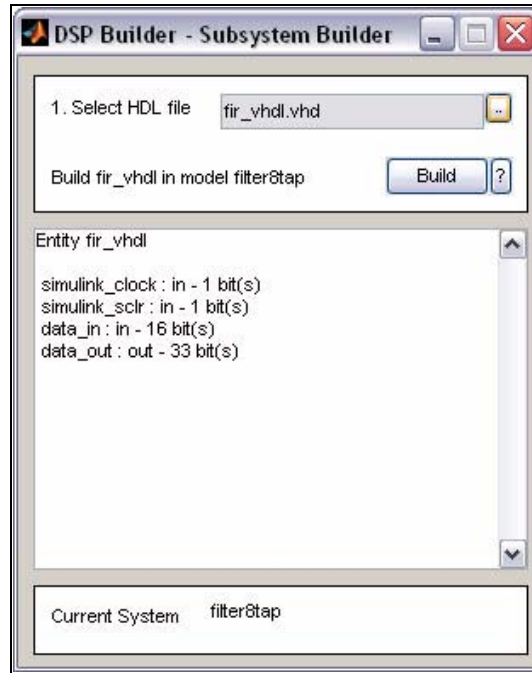 DSP Builder - Subsystem Builder
1. Select HDL file fir_vhdl.vhd ..
Build fir_vhdl in model filter8tap Build ?
Entity fir_vhdl
simulink_clock : in - 1 bit(s)
simulink_sclr : in - 1 bit(s)
data_in : in - 16 bit(s)
data_out : out - 33 bit(s)
Current System filter8tap